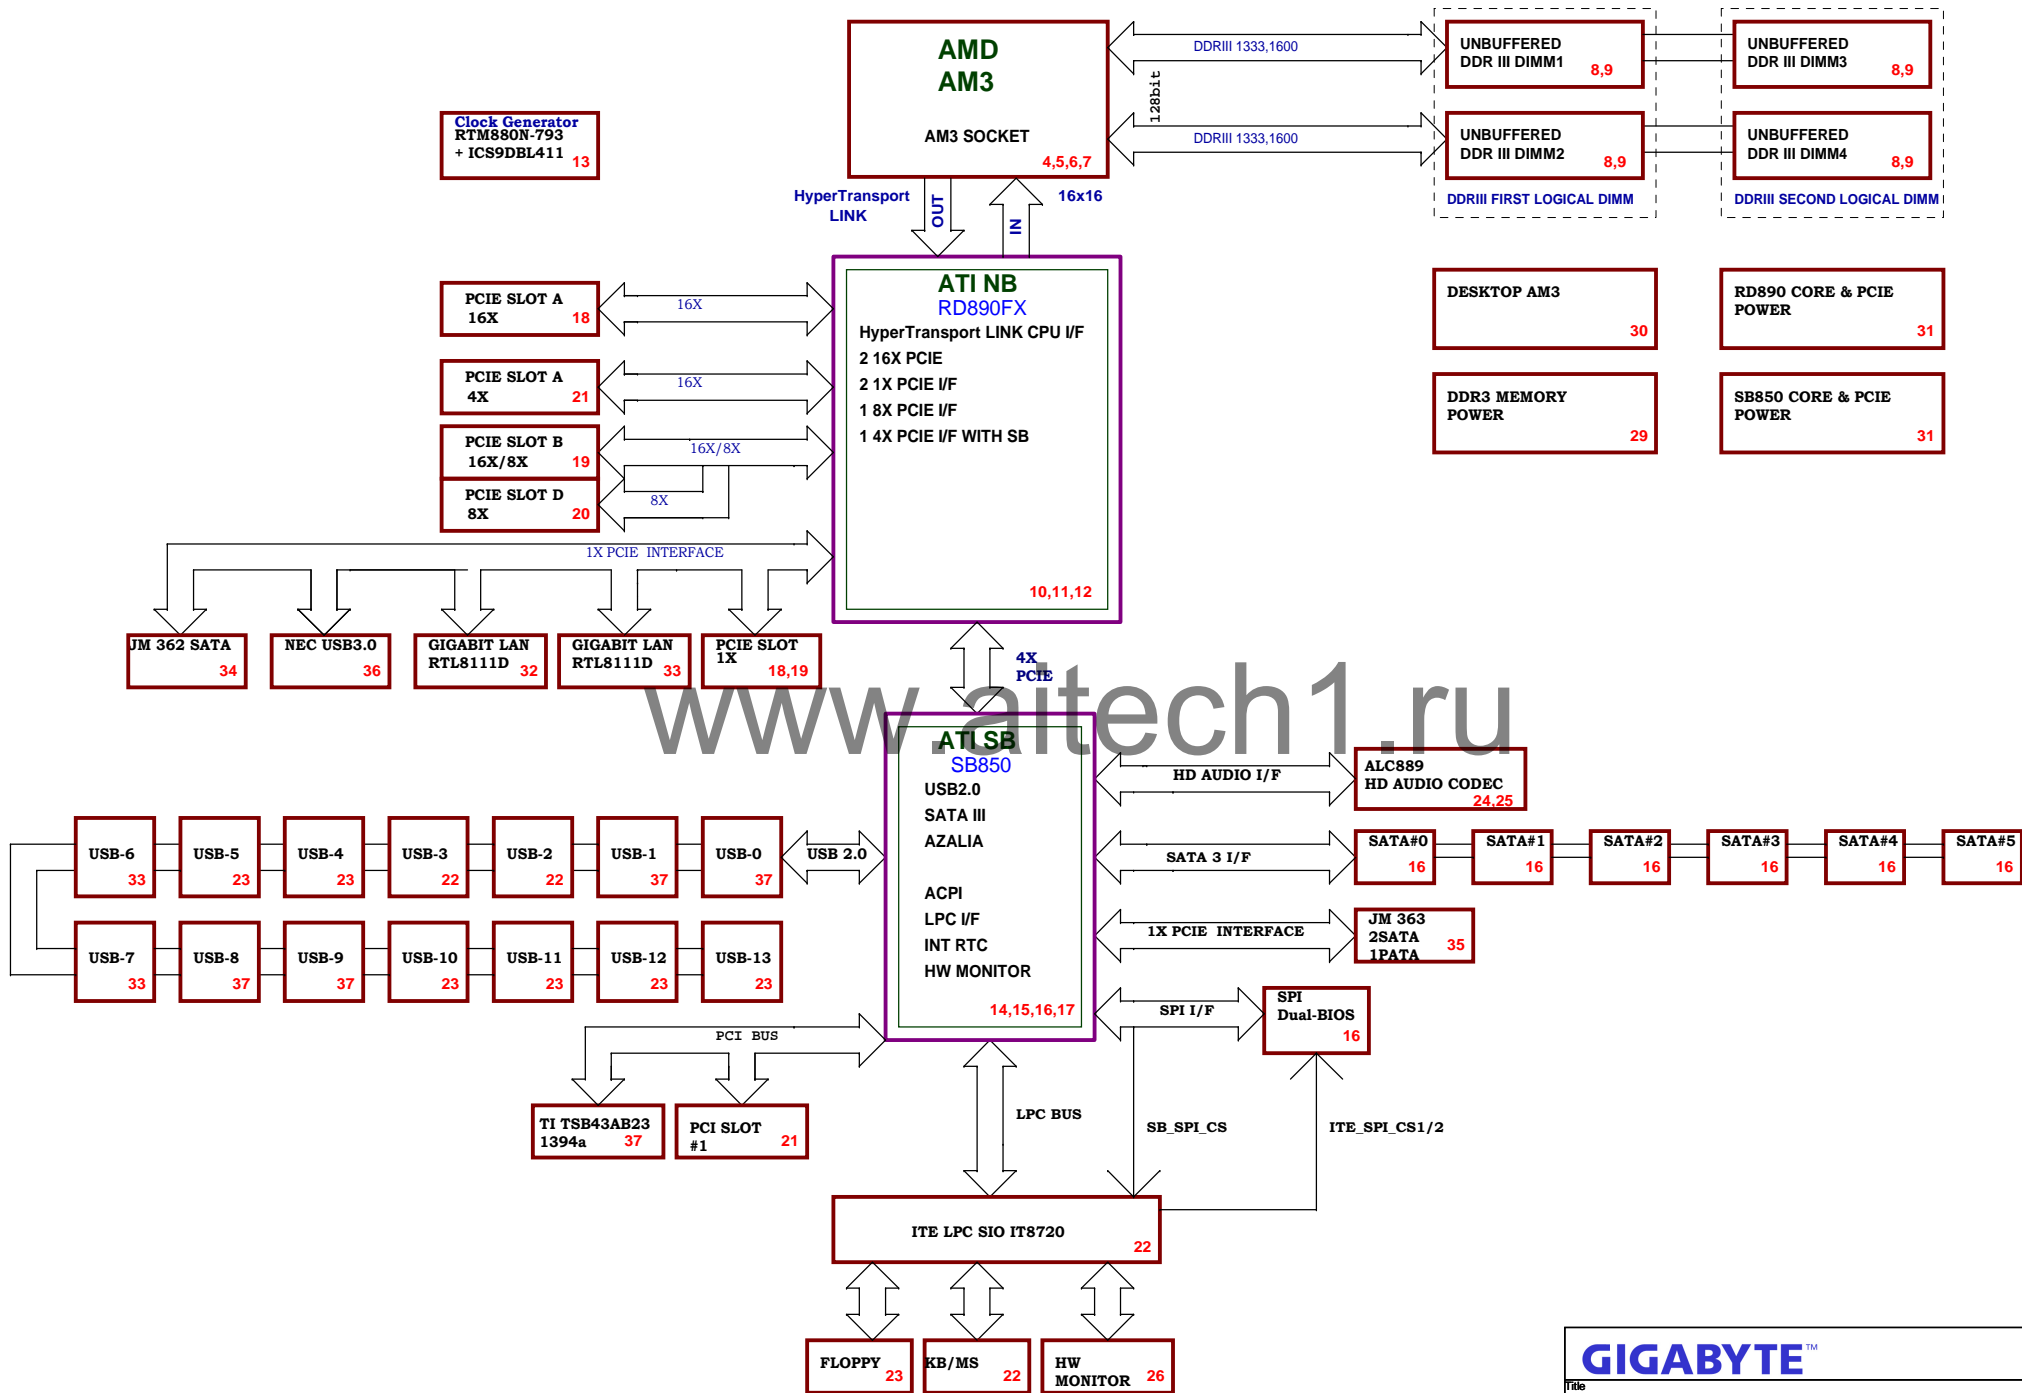 AMD
AM3
AM3 SOCKET
4,5,6,7
DDRIII 1333,1600
128bit
DDRIII 1333,1600
UNBUFFERED
DDR III DIMM1
8,9
UNBUFFERED
DDR III DIMM3
8,9
UNBUFFERED
DDR III DIMM2
8,9
UNBUFFERED
DDR III DIMM4
8,9
DDRIII FIRST LOGICAL DIMM
DDRIII SECOND LOGICAL DIMM
Clock Generator
RTM880N-793
+ ICS9DBL411
13
HyperTransport
LINK
OUT
IN
16x16
ATI NB
RD890FX
HyperTransport LINK CPU I/F
2 16X PCIE
2 1X PCIE I/F
1 8X PCIE I/F
1 4X PCIE I/F WITH SB
10,11,12
DESKTOP AM3
30
RD890 CORE & PCIE
POWER
31
DDR3 MEMORY
POWER
29
SB850 CORE & PCIE
POWER
31
PCIE SLOT A
16X
18
16X
PCIE SLOT A
4X
21
16X
PCIE SLOT B
16X/8X
19
16X/8X
PCIE SLOT D
8X
20
8X
1X PCIE INTERFACE
JM 362 SATA
34
NEC USB3.0
36
GIGABIT LAN
RTL8111D
32
GIGABIT LAN
RTL8111D
33
PCIE SLOT
1X
18,19
4X
PCIE
www.aitech1.ru
ATI SB
SB850
USB2.0
SATA III
AZALIA
ACPI
LPC I/F
INT RTC
HW MONITOR
14,15,16,17
HD AUDIO I/F
ALC889
HD AUDIO CODEC
24,25
SATA 3 I/F
SATA#0
16
SATA#1
16
SATA#2
16
SATA#3
16
SATA#4
16
SATA#5
16
1X PCIE INTERFACE
JM 363
2SATA
1PATA
35
SPI I/F
SPI
Dual-BIOS
16
USB-6
33
USB-5
23
USB-4
23
USB-3
22
USB-2
22
USB-1
37
USB-0
37
USB 2.0
USB-7
33
USB-8
37
USB-9
37
USB-10
23
USB-11
23
USB-12
23
USB-13
23
PCI BUS
TI TSB43AB23
1394a
37
PCI SLOT
#1
21
LPC BUS
SB_SPI_CS
ITE_SPI_CS1/2
ITE LPC SIO IT8720
22
FLOPPY
23
KB/MS
22
HW
MONITOR
26
GIGABYTE™
Title